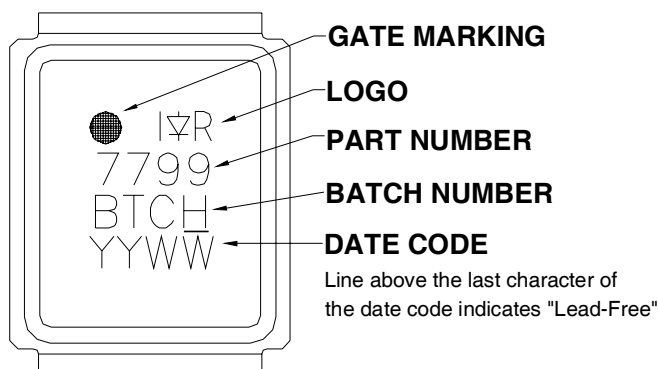 GATE MARKING
I R
LOGO
7799
PART NUMBER
BTCH
BATCH NUMBER
YYWW
DATE CODE
Line above the last character of
the date code indicates "Lead-Free"